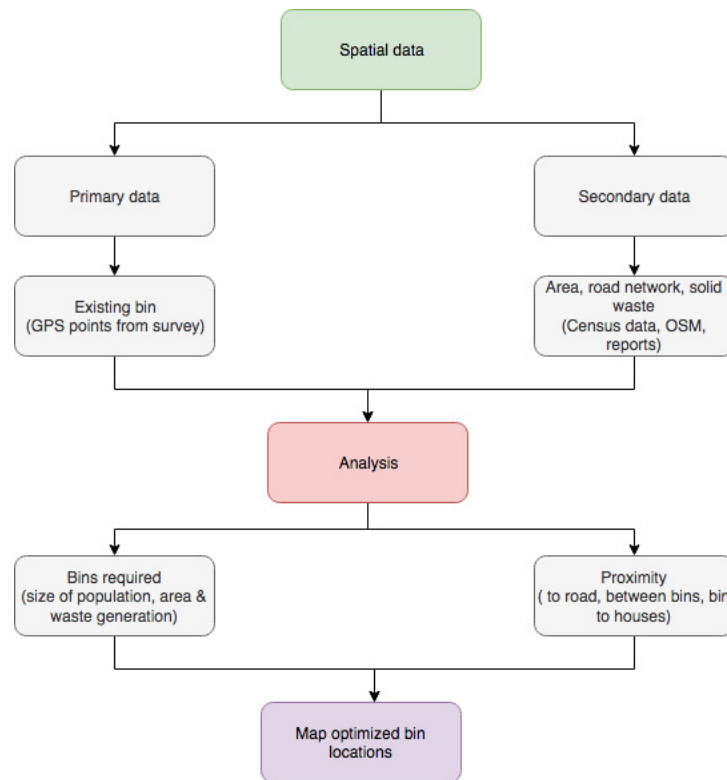 Spatial data
Primary data
Secondary data
Existing bin
(GPS points from survey)
Area, road network, solid
waste
(Census data, OSM,
reports)
Analysis
Bins required
(size of population, area &
waste generation)
Proximity
( to road, between bins, bin
to houses)
Map optimized bin
locations